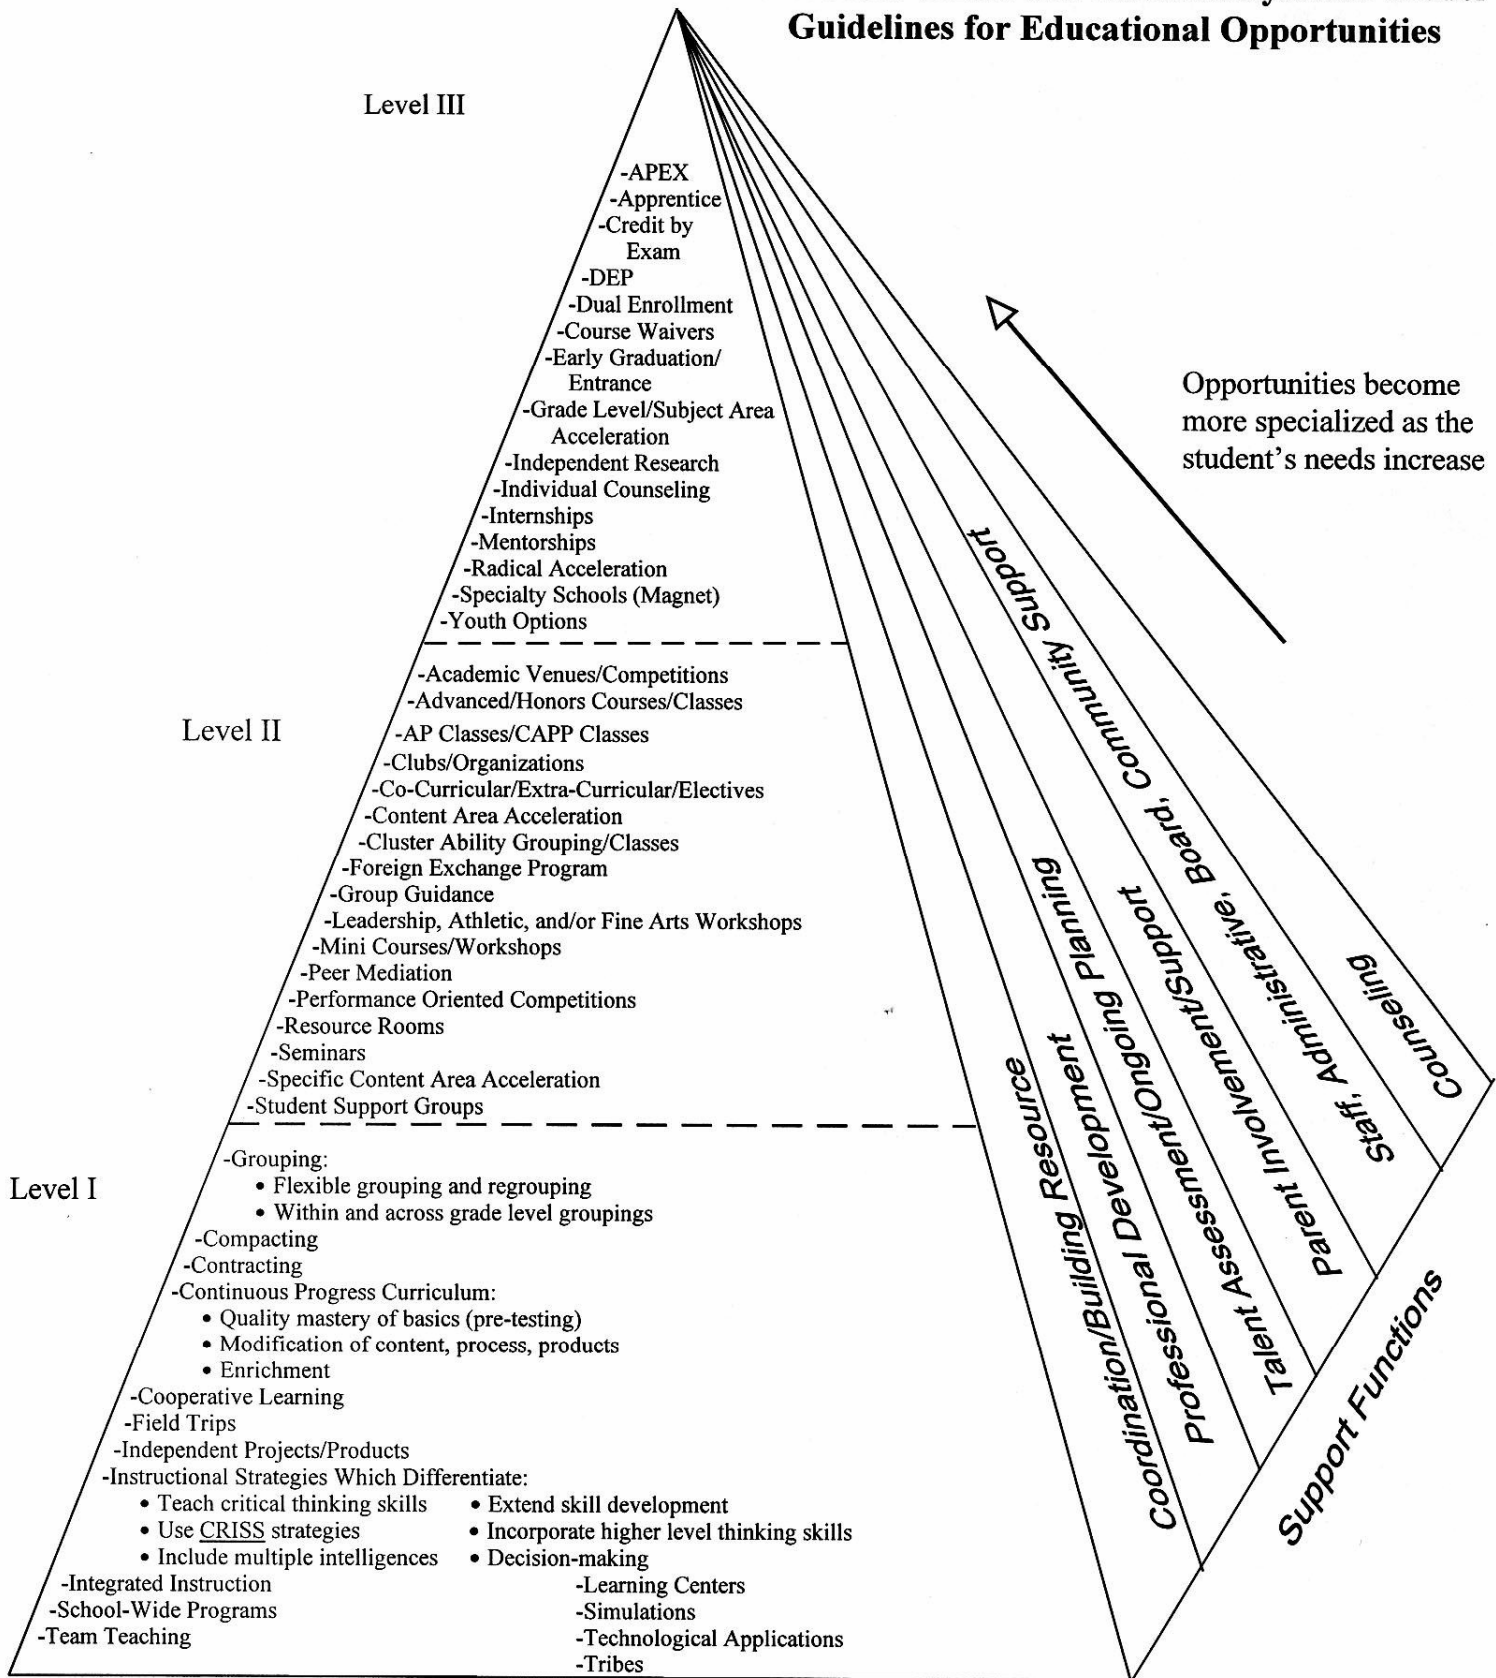 Guidelines for Educational Opportunities
Level III
-APEX
-Apprentice
-Credit by
Exam
-DEP
-Dual Enrollment
-Course Waivers
-Early Graduation/
Entrance
-Grade Level/Subject Area
Acceleration
-Independent Research
-Individual Counseling
-Internships
-Mentorships
-Radical Acceleration
-Specialty Schools (Magnet)
-Youth Options
Opportunities become
more specialized as the
student's needs increase
Level II
-Academic Venues/Competitions
-Advanced/Honors Courses/Classes
-AP Classes/CAPP Classes
-Clubs/Organizations
-Co-Curricular/Extra-Curricular/Electives
-Content Area Acceleration
-Cluster Ability Grouping/Classes
-Foreign Exchange Program
-Group Guidance
-Leadership, Athletic, and/or Fine Arts Workshops
-Mini Courses/Workshops
-Peer Mediation
-Performance Oriented Competitions
-Resource Rooms
-Seminars
-Specific Content Area Acceleration
-Student Support Groups
Level I
-Grouping:
• Flexible grouping and regrouping
• Within and across grade level groupings
-Compacting
-Contracting
-Continuous Progress Curriculum:
• Quality mastery of basics (pre-testing)
• Modification of content, process, products
• Enrichment
-Cooperative Learning
-Field Trips
-Independent Projects/Products
-Instructional Strategies Which Differentiate:
• Teach critical thinking skills
• Use CRISS strategies
• Include multiple intelligences
• Extend skill development
• Incorporate higher level thinking skills
• Decision-making
-Integrated Instruction
-School-Wide Programs
-Team Teaching
-Learning Centers
-Simulations
-Technological Applications
-Tribes
Coordination/Building Resource
Professional Development
Talent Assessment/Ongoing Planning
Parent Involvement/Support
Staff, Administrative, Board, Community Support
Counseling
Support Functions